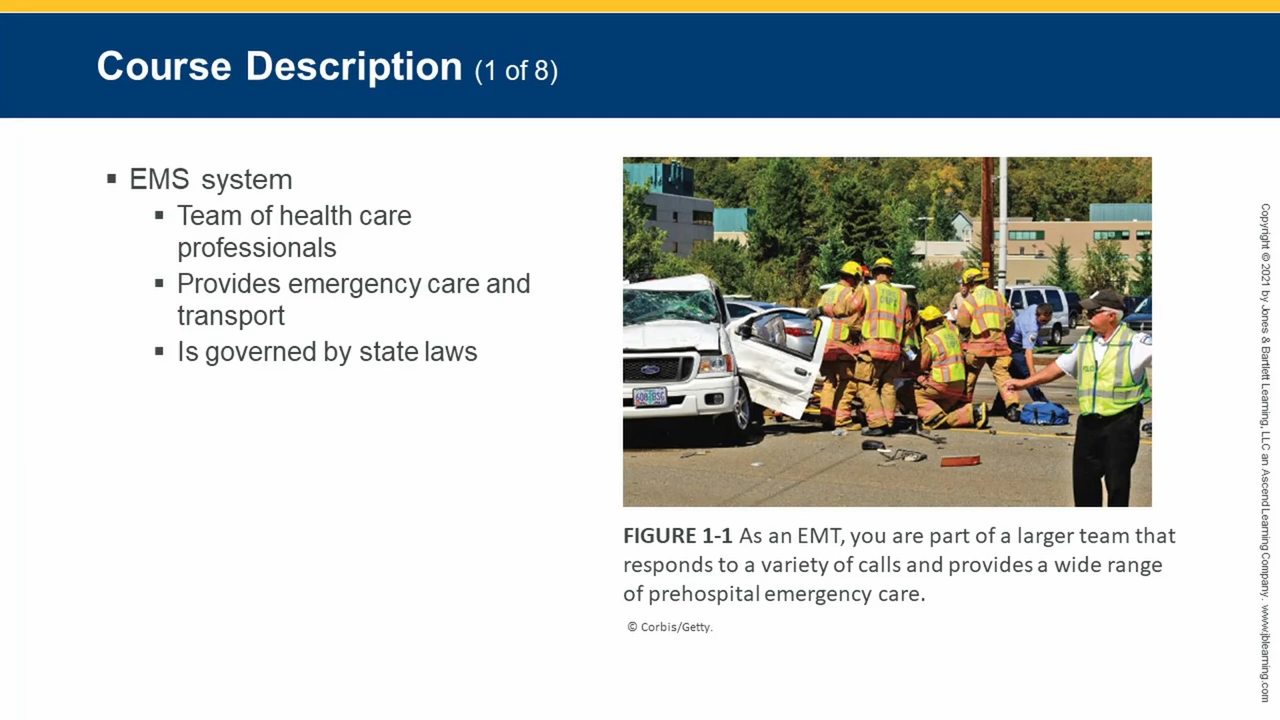 Course Description (1 of 8)
▪ EMS system
▪ Team of health care
professionals
▪ Provides emergency care and
transport
▪ Is governed by state laws
FIGURE 1-1 As an EMT, you are part of a larger team that
responds to a variety of calls and provides a wide range
of prehospital emergency care.
© Corbis/Getty.
Copyright © 2021 by Jones & Bartlett Learning, LLC an Ascend Learning Company. www.jblearning.com